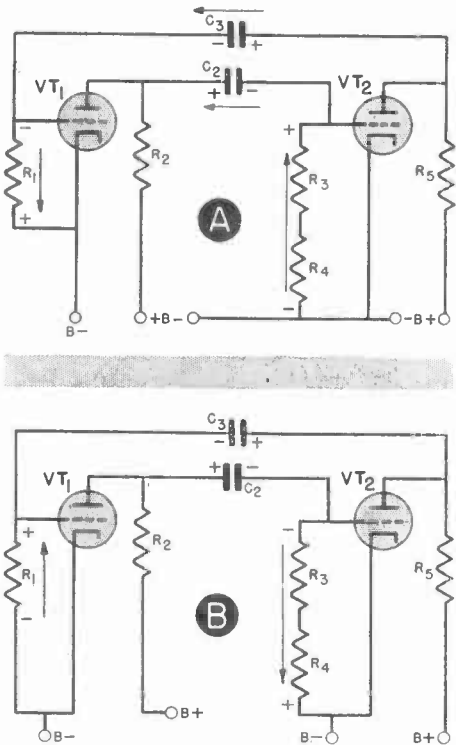 C3
- +
C2
+ -
VT1
VT2
-
+
R1
R2
R3
R5
+
A
R4
-
B-
+B-
-B+
C3
- +
+ -
C2
VT1
VT2
+
-
R1
R2
R3
R5
-
B
R4
+
B+
B-
B-
B+